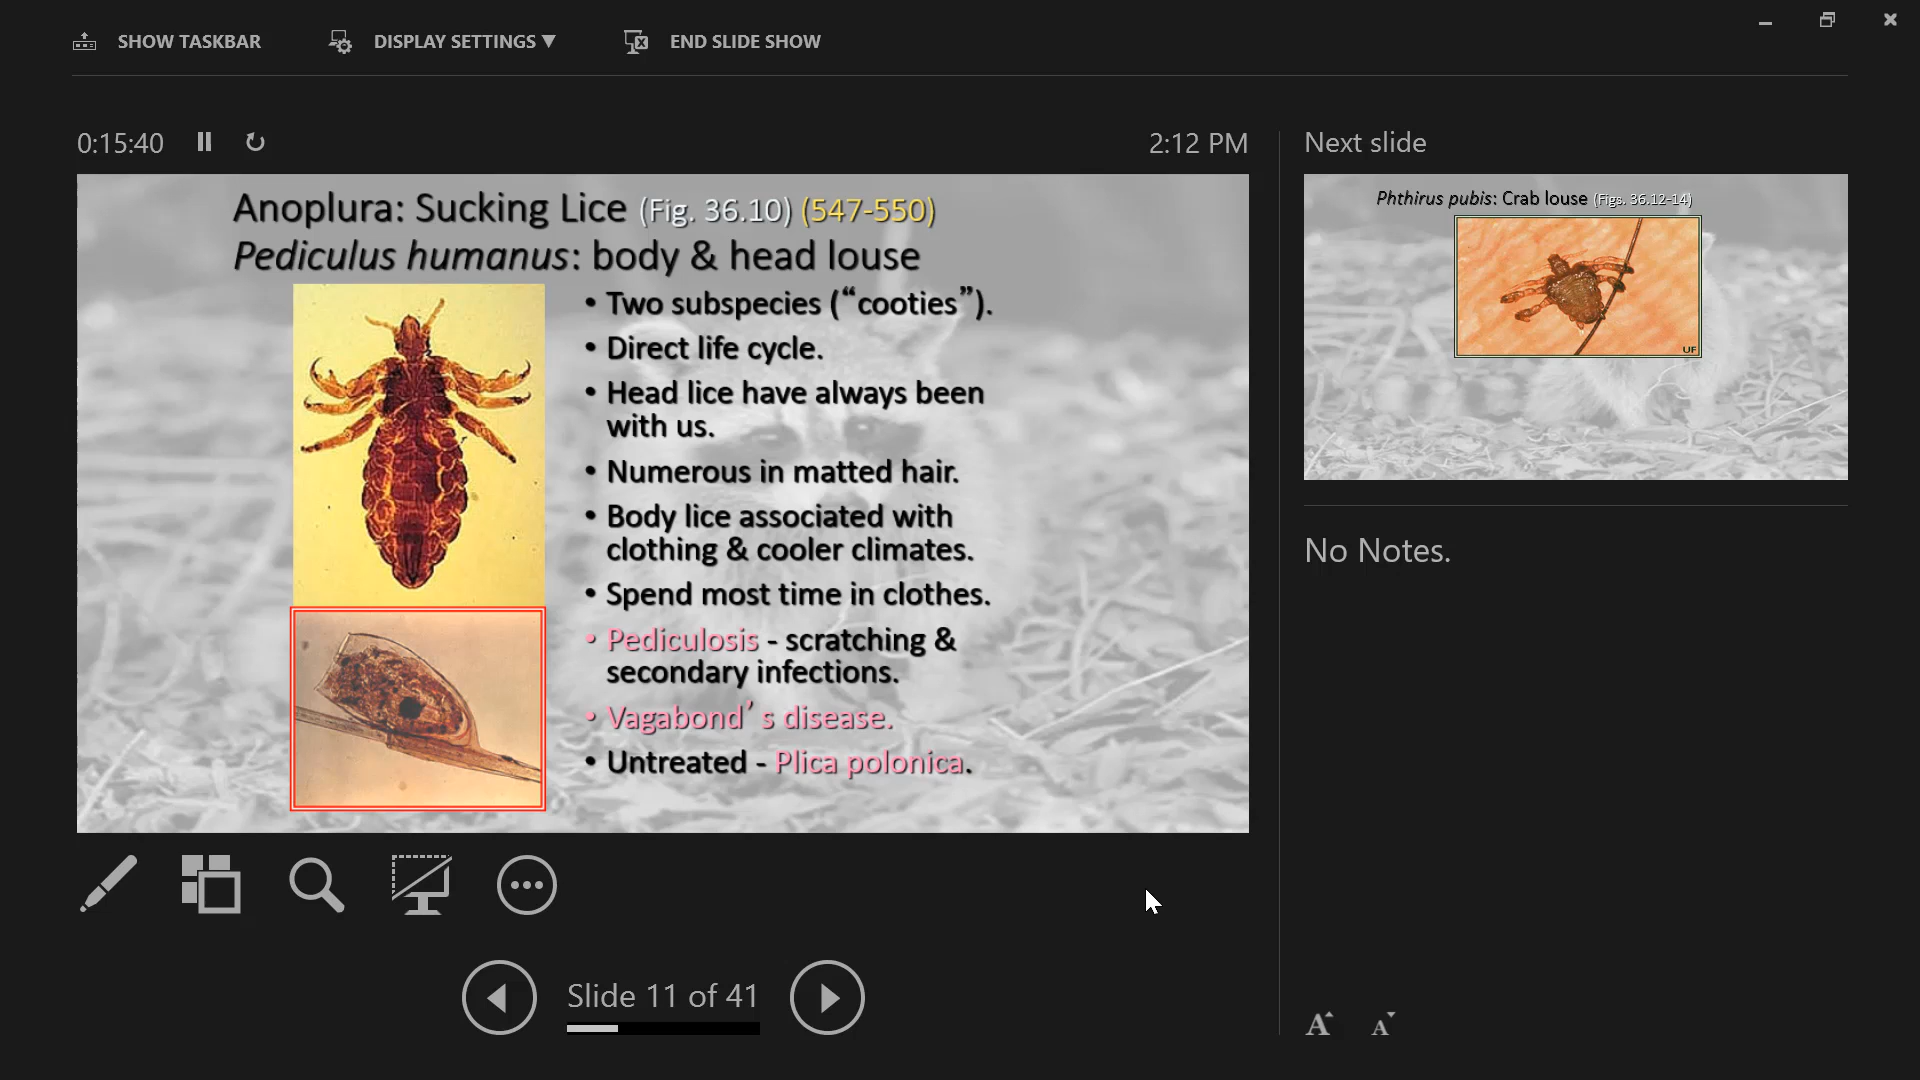 SHOW TASKBAR
DISPLAY SETTINGS ▼
END SLIDE SHOW
0:15:40
2:12 PM
Anoplura: Sucking Lice (Fig. 36.10) (547-550)
Pediculus humanus: body & head louse
• Two subspecies (“cooties”).
• Direct life cycle.
• Head lice have always been
with us.
• Numerous in matted hair.
• Body lice associated with
clothing & cooler climates.
• Spend most time in clothes.
• Pediculosis - scratching &
secondary infections.
• Vagabond’ s disease.
• Untreated - Plica polonica.
Slide 11 of 41
Next slide
Phthirus pubis: Crab louse (Figs. 36.12-14)
UF
No Notes.
A
A